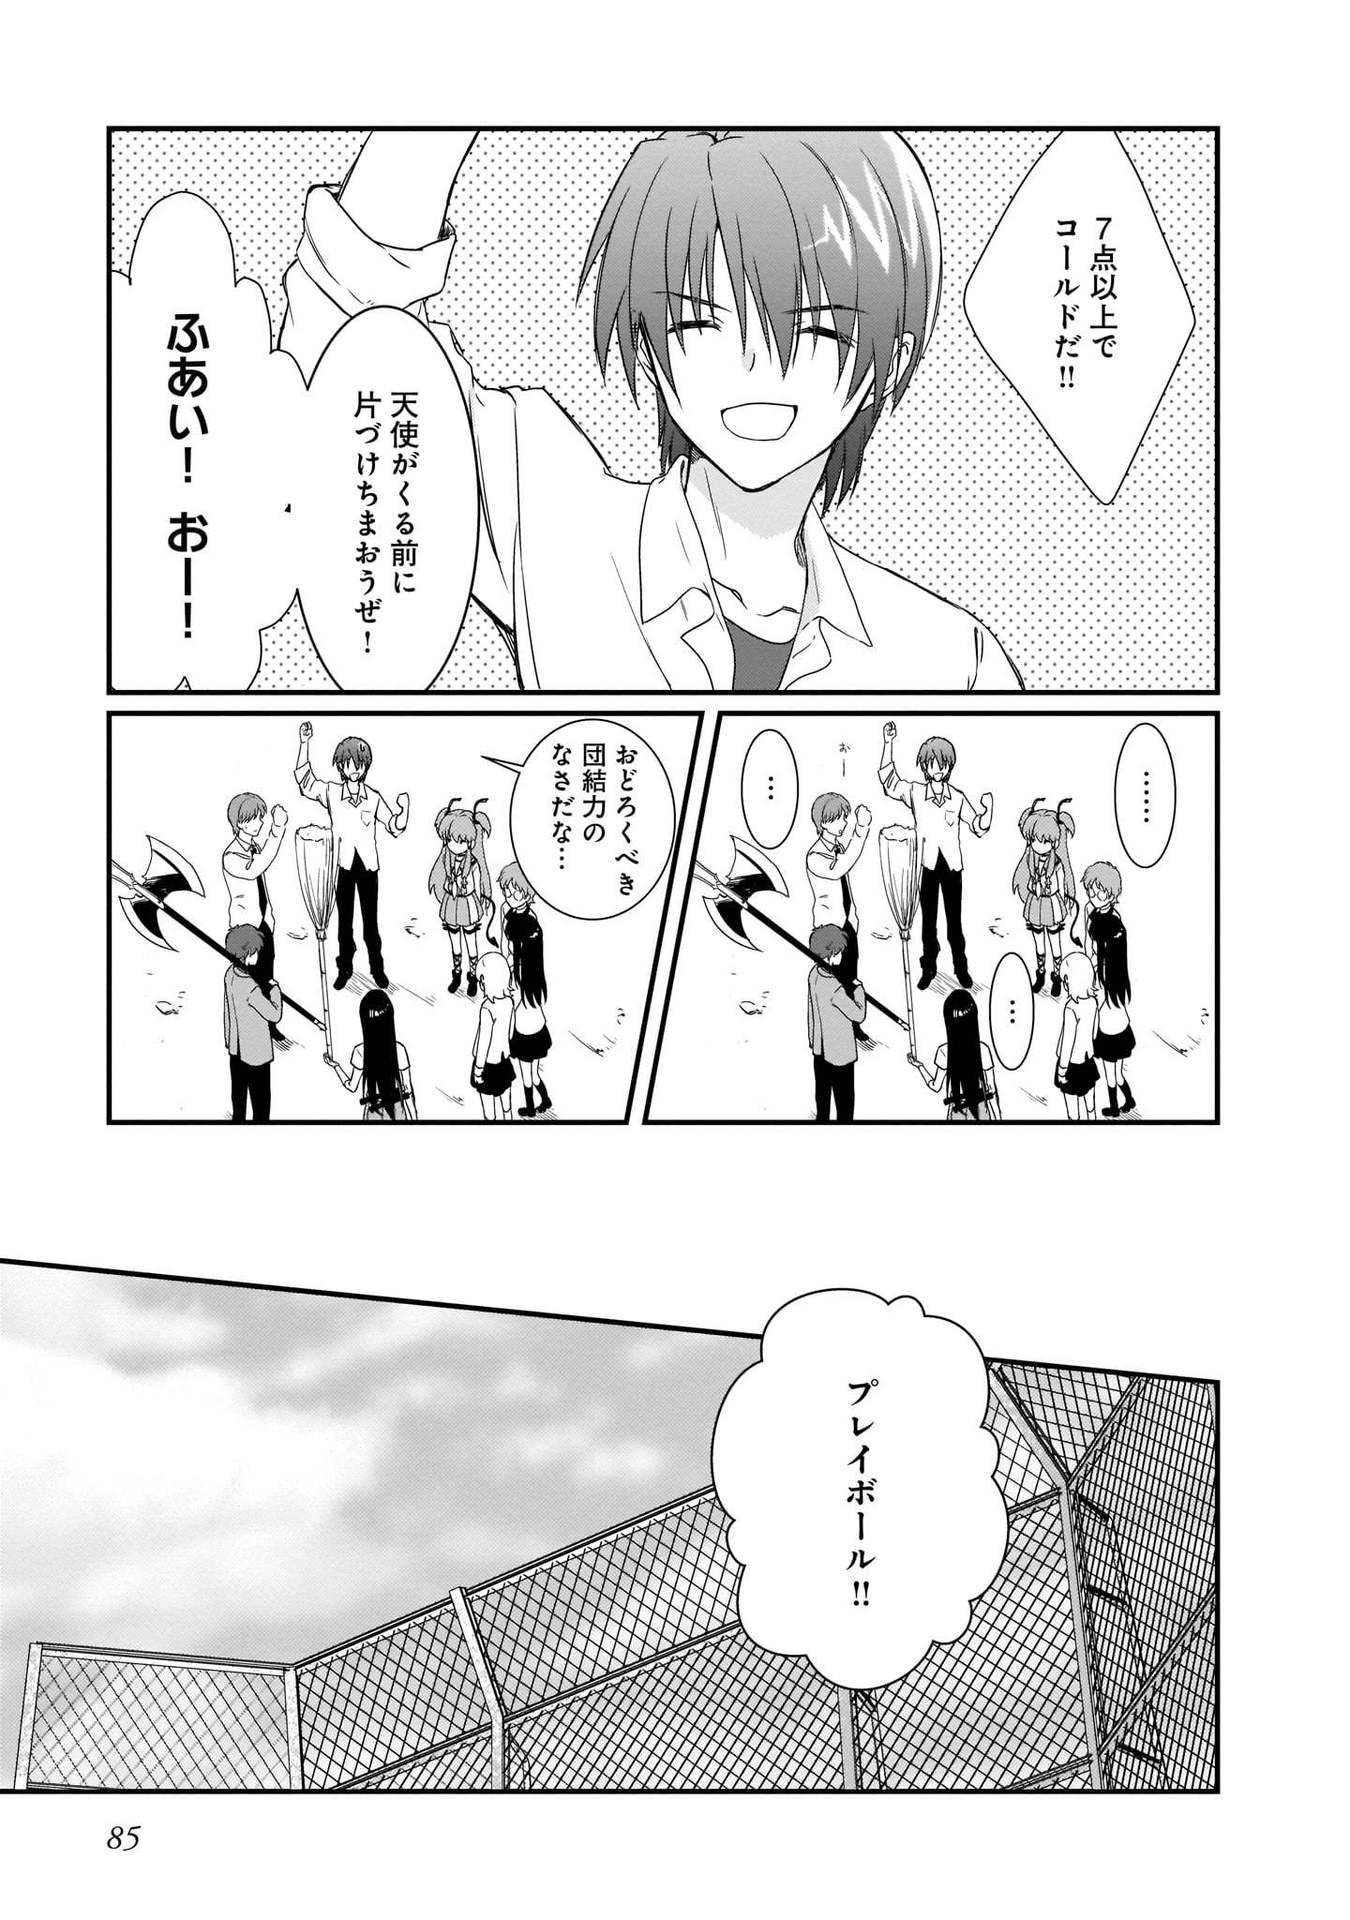 7点以上で
コールドだ!!
天使がくる前に
片づけちまおうぜ!
ふぁい! おー!
……
おー
…
…
おどろくべき
団結力の
なさだな…
プレイボール!!
85